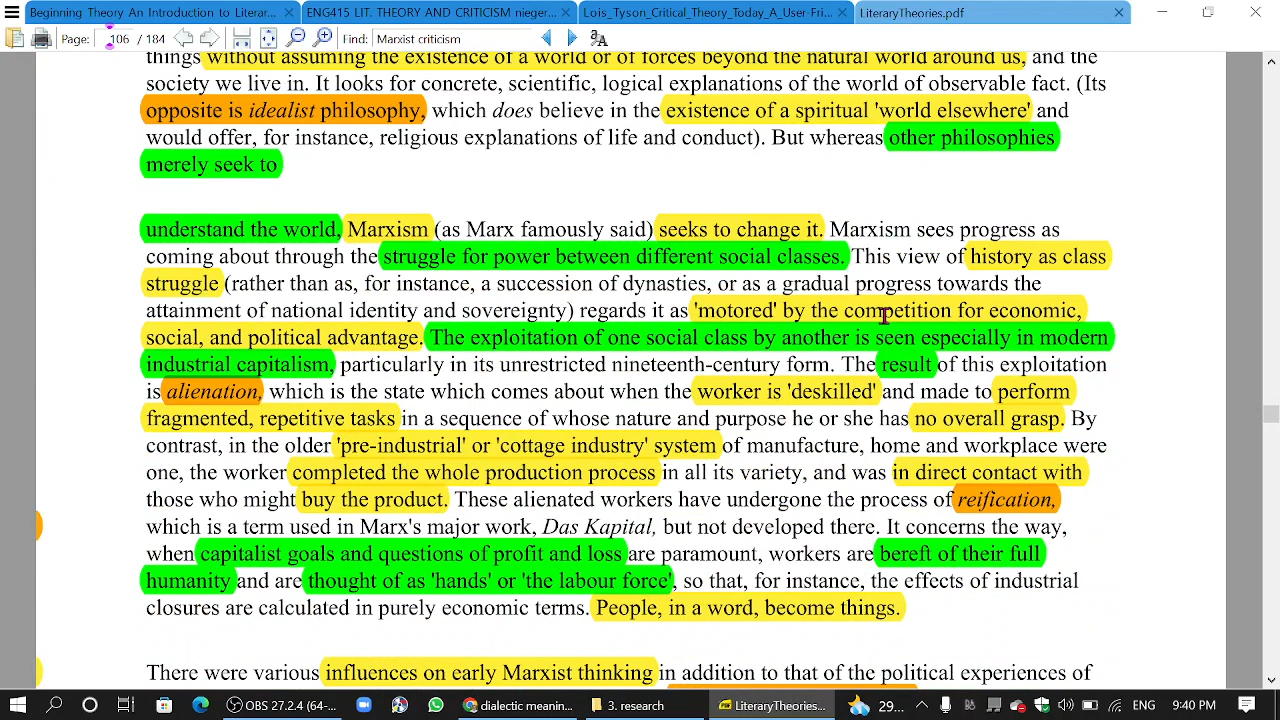 Beginning Theory An Introduction to Literar...
ENG415 LIT. THEORY AND CRITICISM nieger...
Lois_Tyson_Critical_Theory_Today_A_User-Fri...
LiteraryTheories.pdf
Page: 106 / 184
Find: Marxist criticism
things without assuming the existence of a world or of forces beyond the natural world around us, and the
society we live in. It looks for concrete, scientific, logical explanations of the world of observable fact. (Its
opposite is idealist philosophy, which does believe in the existence of a spiritual 'world elsewhere' and
would offer, for instance, religious explanations of life and conduct). But whereas other philosophies
merely seek to
understand the world, Marxism (as Marx famously said) seeks to change it. Marxism sees progress as
coming about through the struggle for power between different social classes. This view of history as class
struggle (rather than as, for instance, a succession of dynasties, or as a gradual progress towards the
attainment of national identity and sovereignty) regards it as 'motored' by the competition for economic,
social, and political advantage. The exploitation of one social class by another is seen especially in modern
industrial capitalism, particularly in its unrestricted nineteenth-century form. The result of this exploitation
is alienation, which is the state which comes about when the worker is 'deskilled' and made to perform
fragmented, repetitive tasks in a sequence of whose nature and purpose he or she has no overall grasp. By
contrast, in the older 'pre-industrial' or 'cottage industry' system of manufacture, home and workplace were
one, the worker completed the whole production process in all its variety, and was in direct contact with
those who might buy the product. These alienated workers have undergone the process of reification,
which is a term used in Marx's major work, Das Kapital, but not developed there. It concerns the way,
when capitalist goals and questions of profit and loss are paramount, workers are bereft of their full
humanity and are thought of as 'hands' or 'the labour force', so that, for instance, the effects of industrial
closures are calculated in purely economic terms. People, in a word, become things.
There were various influences on early Marxist thinking in addition to that of the political experiences of
OBS 27.2.4 (64-...
dialectic meanin...
3. research
LiteraryTheories....
29...
ENG
9:40 PM